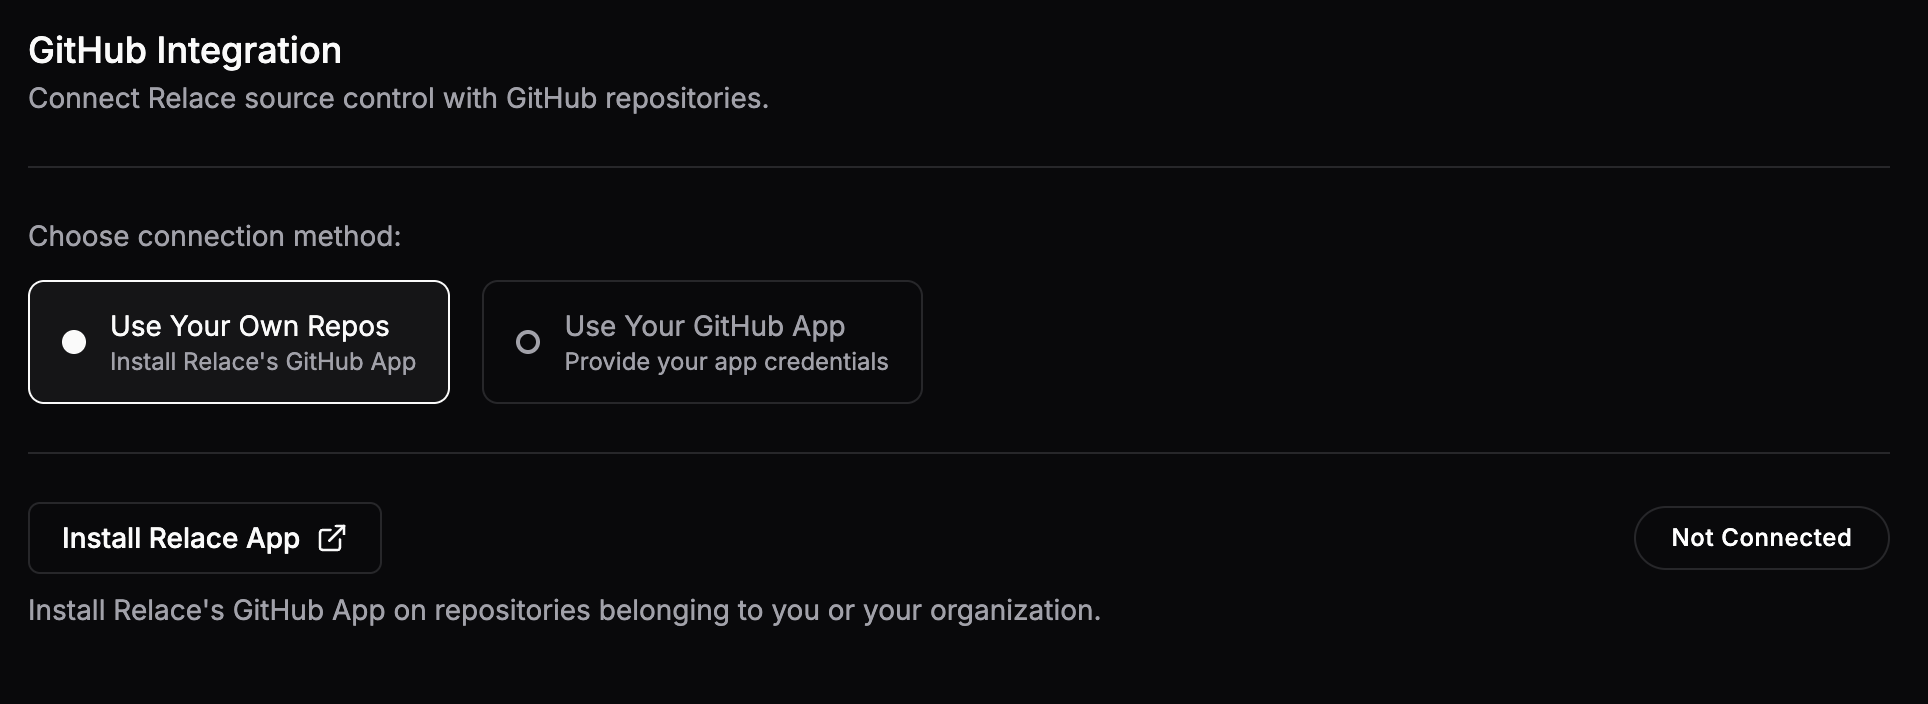 GitHub Integration
Connect Relace source control with GitHub repositories.
Choose connection method:
Use Your Own Repos
Install Relace's GitHub App
Use Your GitHub App
Provide your app credentials
Install Relace App
Not Connected
Install Relace's GitHub App on repositories belonging to you or your organization.